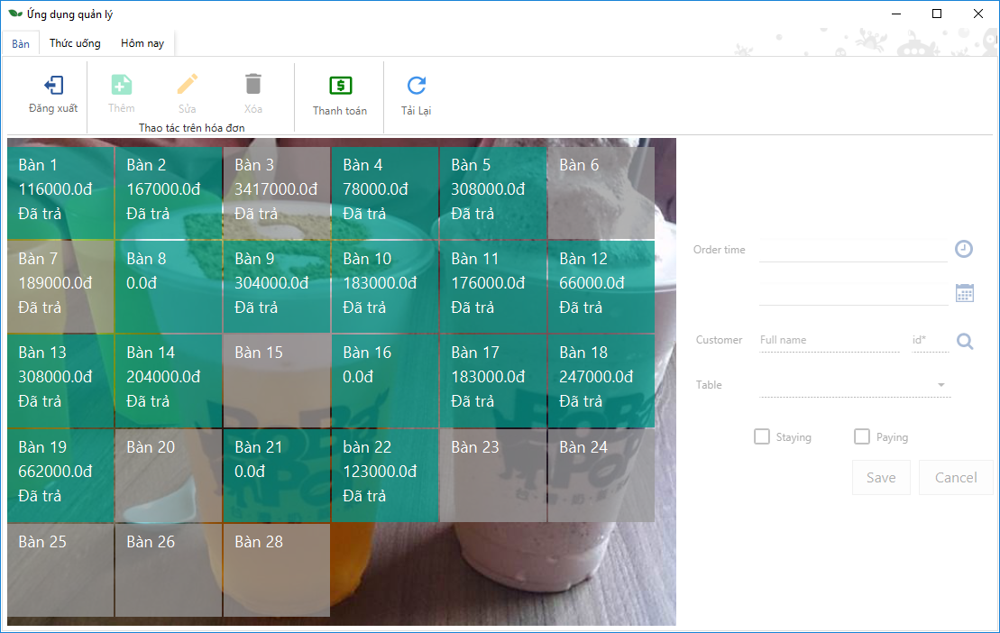 Ứng dụng quản lý
Bàn Thức uống Hôm nay
Đăng xuất Thêm Sửa Xóa Thanh toán Tải Lại
Thao tác trên hóa đơn
Bàn 1 Bàn 2 Bàn 3 Bàn 4 Bàn 5 Bàn 6
116000.0đ 167000.0đ 3417000.0đ 78000.0đ 308000.0đ
Đã trả Đã trả Đã trả Đã trả Đã trả
Bàn 7 Bàn 8 Bàn 9 Bàn 10 Bàn 11 Bàn 12
189000.0đ 0.0đ 304000.0đ 183000.0đ 176000.0đ 66000.0đ
Đã trả Đã trả Đã trả Đã trả Đã trả
Bàn 13 Bàn 14 Bàn 15 Bàn 16 Bàn 17 Bàn 18
308000.0đ 204000.0đ 0.0đ 183000.0đ 247000.0đ
Đã trả Đã trả Đã trả Đã trả
Bàn 19 Bàn 20 Bàn 21 bàn 22 Bàn 23 Bàn 24
662000.0đ 0.0đ 123000.0đ
Đã trả Đã trả
Bàn 25 Bàn 26 Bàn 28
Order time
Customer Full name id*
Table
Staying Paying
Save Cancel